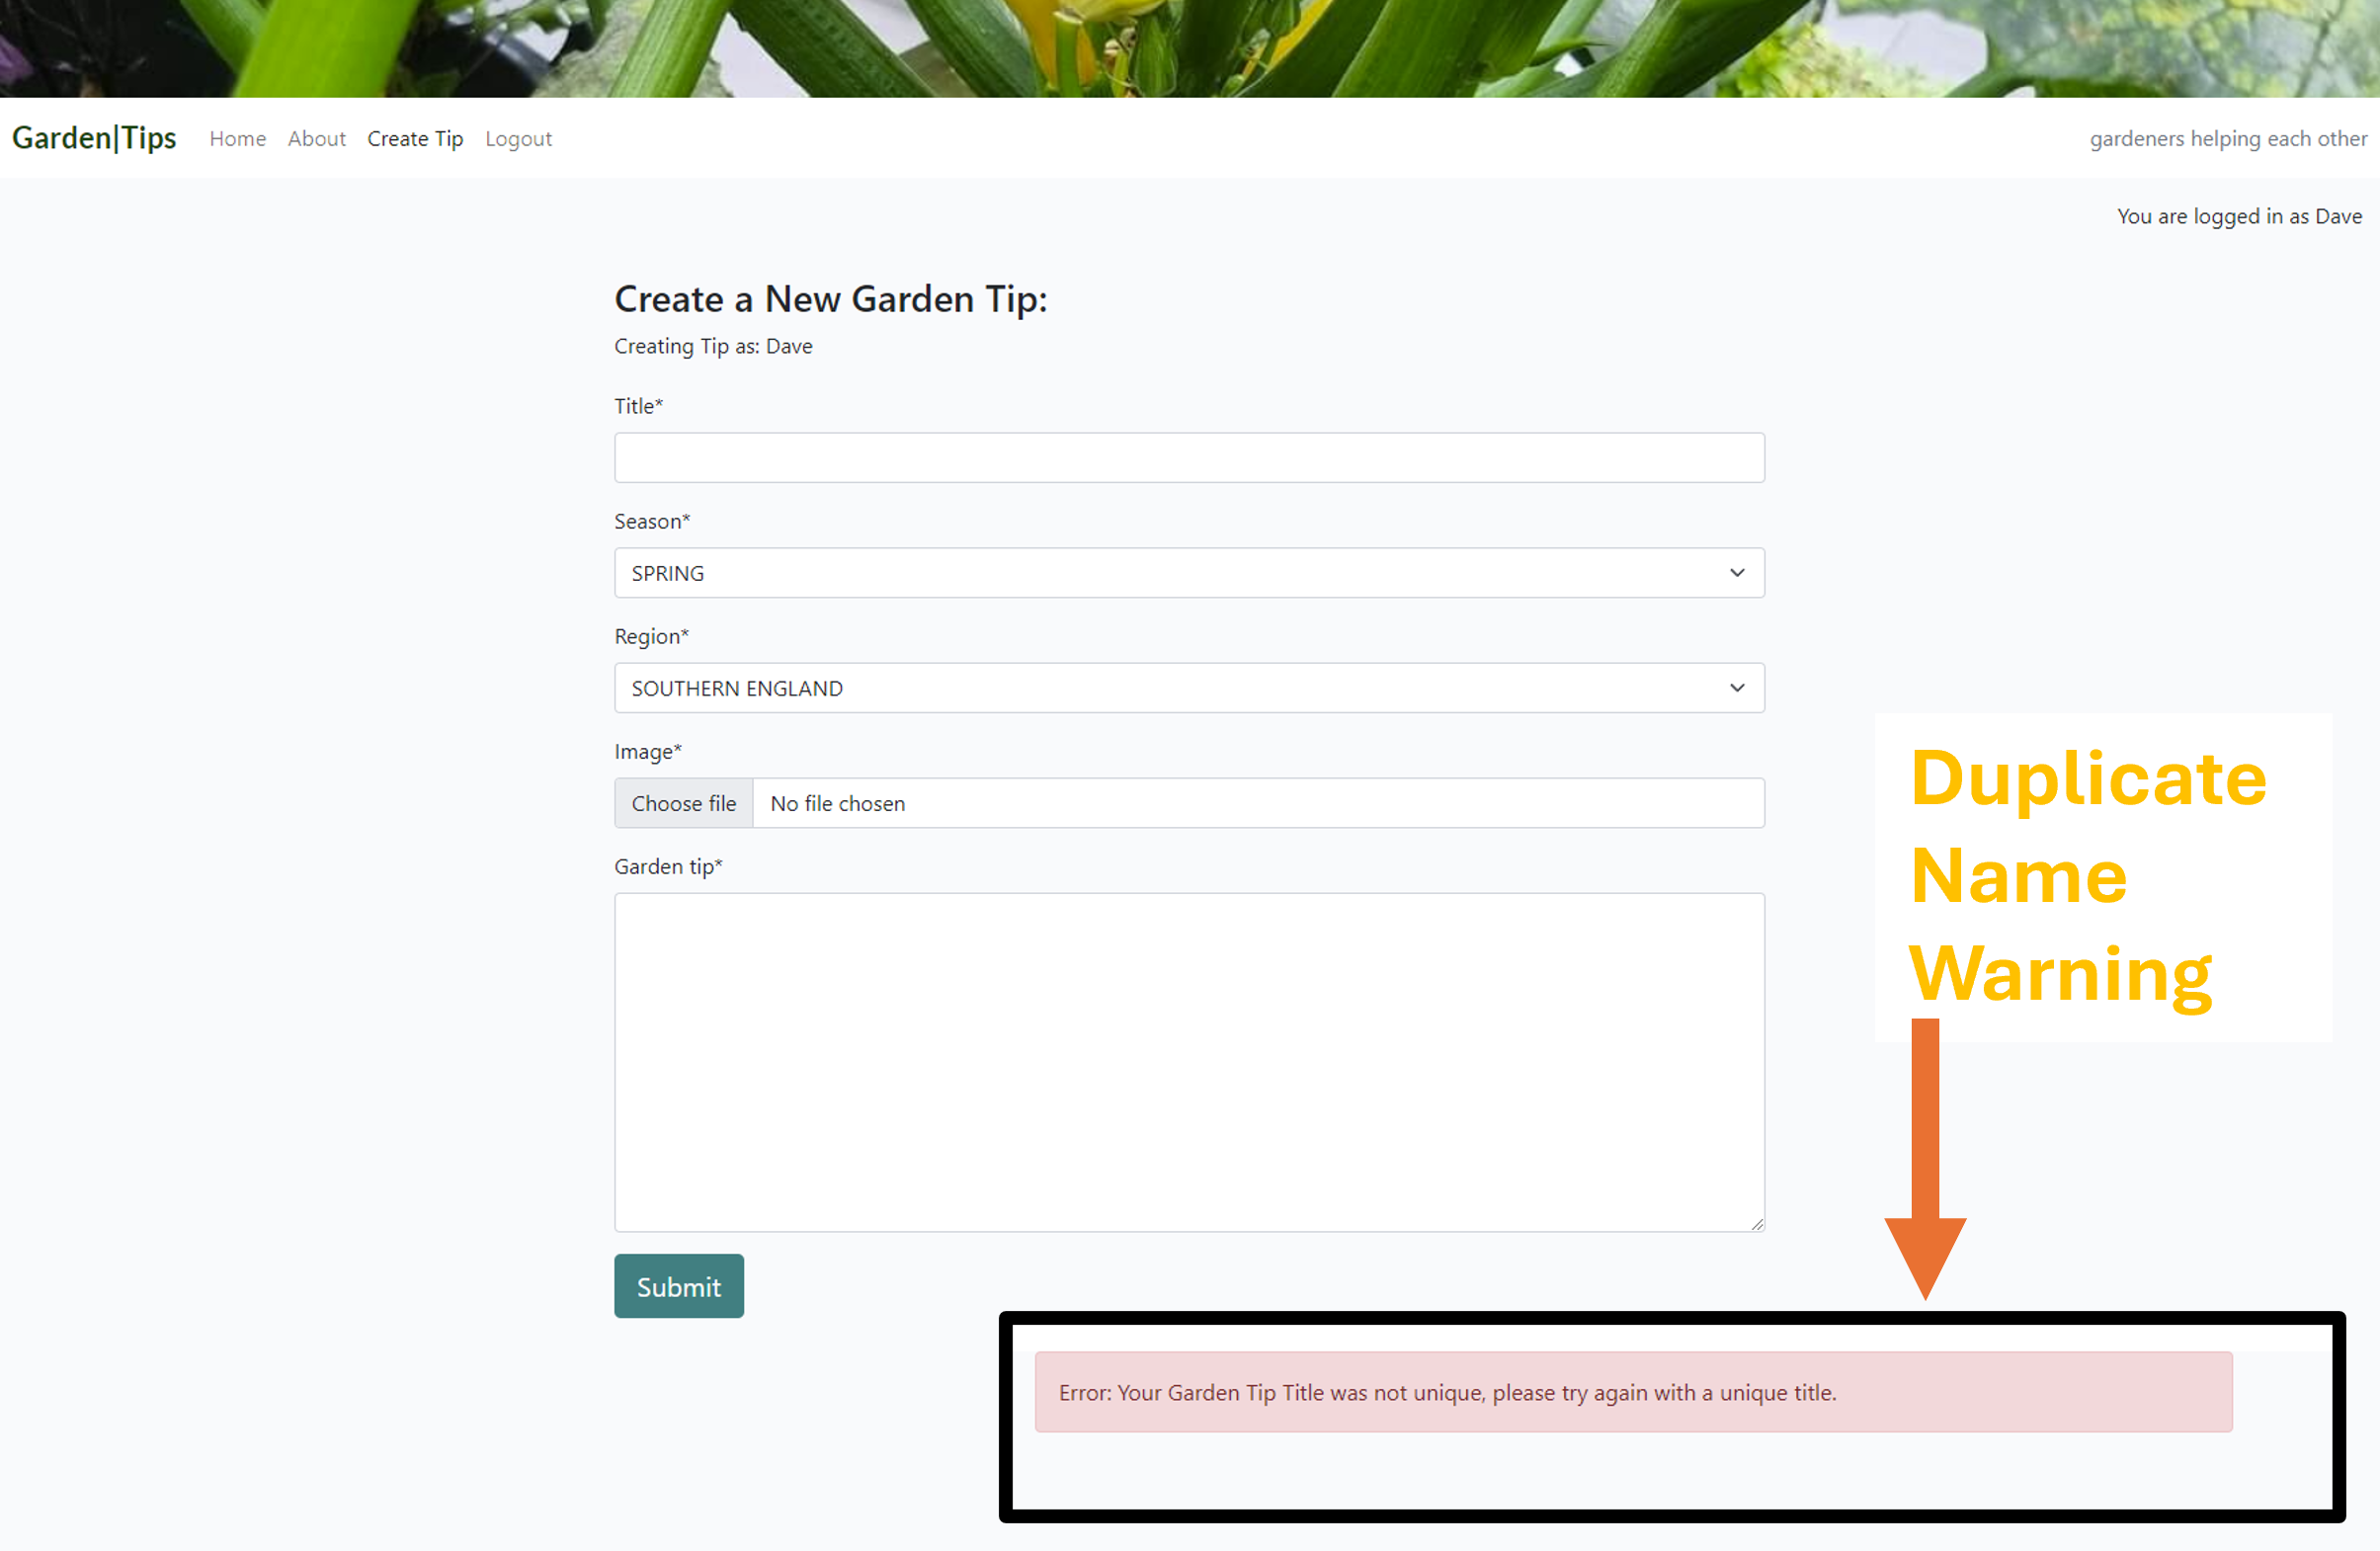 Garden|Tips Home About Create Tip Logout gardeners helping each other
You are logged in as Dave
Create a New Garden Tip:
Creating Tip as: Dave
Title*
Season*
SPRING
Region*
SOUTHERN ENGLAND
Image*
Choose file No file chosen
Garden tip*
Submit
Duplicate
Name
Warning
Error: Your Garden Tip Title was not unique, please try again with a unique title.